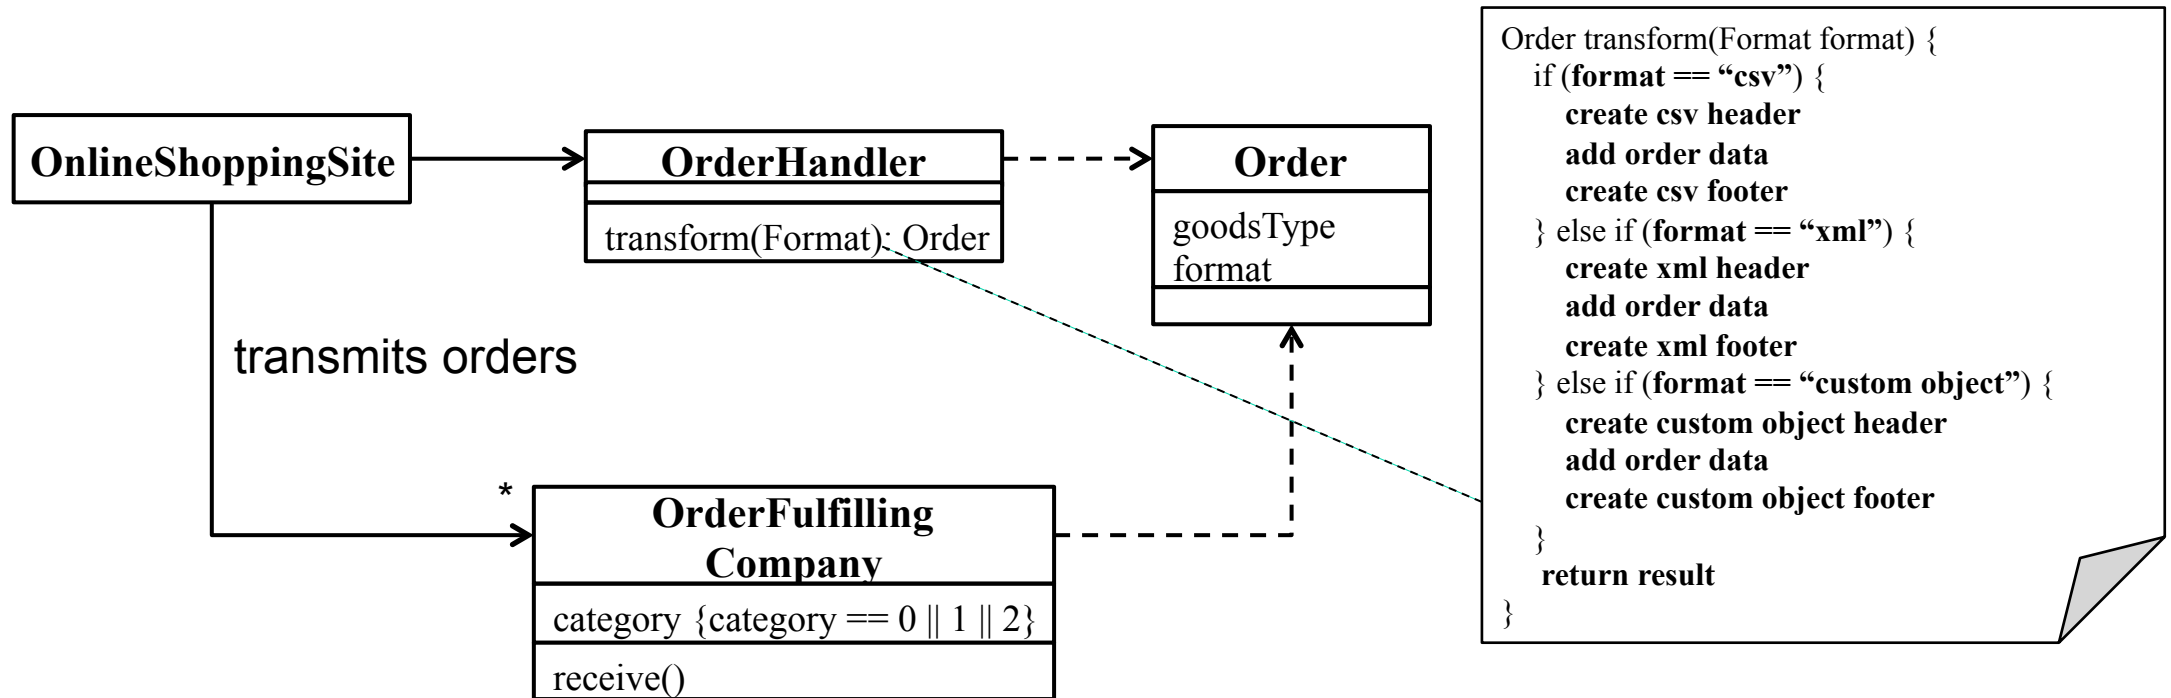 OnlineShoppingSite
OrderHandler
transform(Format): Order
Order
goodsType
format
transmits orders
*
OrderFulfilling
Company
category {category == 0 || 1 || 2}
receive()
Order transform(Format format) {
if (format == “csv”) {
create csv header
add order data
create csv footer
} else if (format == “xml”) {
create xml header
add order data
create xml footer
} else if (format == “custom object”) {
create custom object header
add order data
create custom object footer
}
return result
}